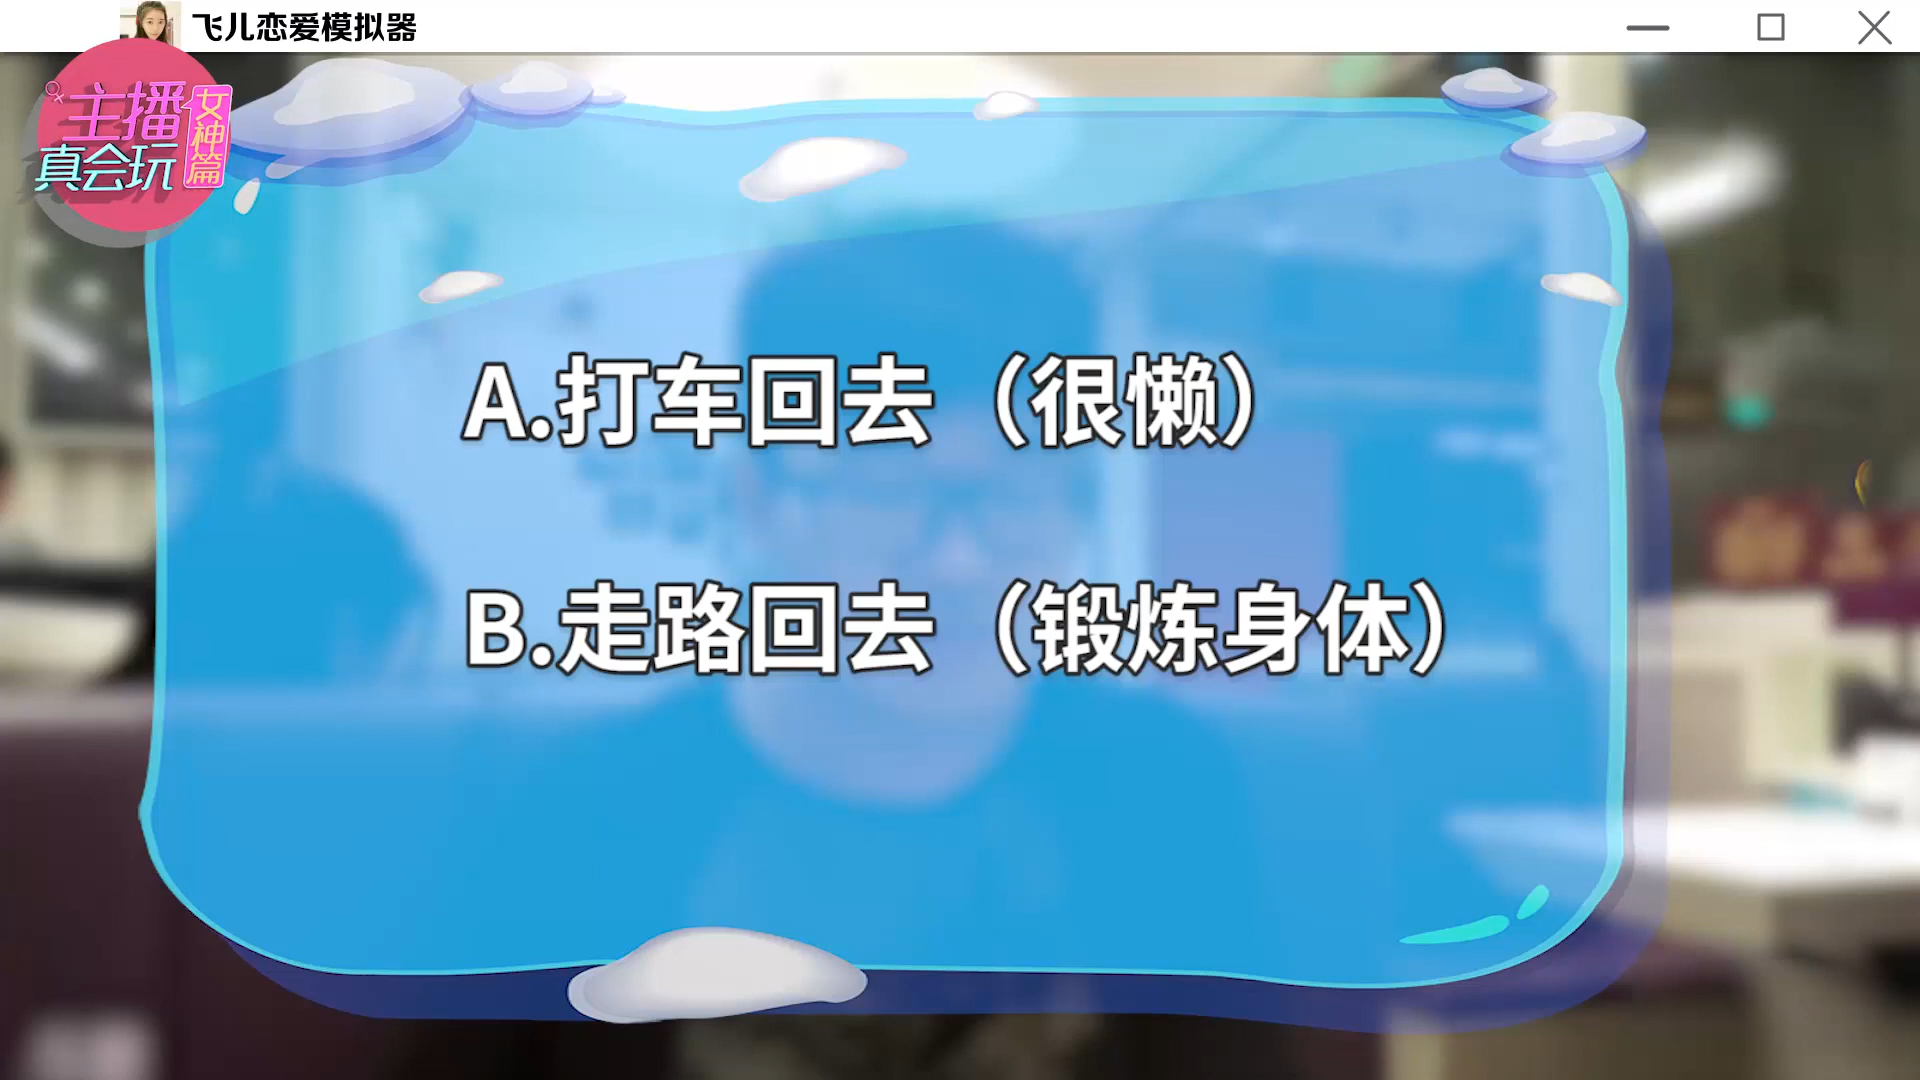 飞儿恋爱模拟器
主播
真会玩
女神篇
A.打车回去（很懒）
B.走路回去（锻炼身体）